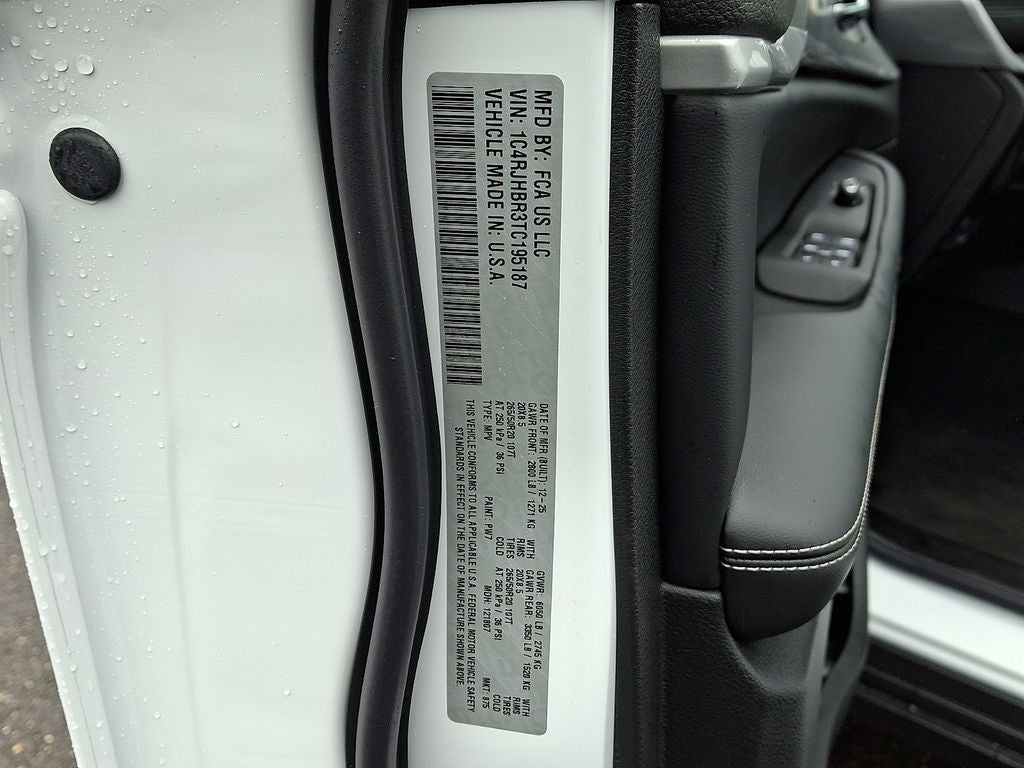 MFD BY: FCA US LLC
VIN: 1C4RJHBR3TC195187
VEHICLE MADE IN: U.S.A.
DATE OF MFR (BUILT): 12-25 GVWR: 6050 LB / 2745 KG
GAWR FRONT: 2800 LB / 1271 KG WITH GAWR REAR: 3350 LB / 1520 KG WITH
20X8.5 RIMS 20X8.5 RIMS
265/50R20 107T TIRES 265/50R20 107T TIRES
AT 250 kPa / 36 PSI COLD AT 250 kPa / 36 PSI COLD
TYPE: MPV PAINT: PW7 MDH: 121807 MKT: 875
THIS VEHICLE CONFORMS TO ALL APPLICABLE U.S.A. FEDERAL MOTOR VEHICLE SAFETY
STANDARDS IN EFFECT ON THE DATE OF MANUFACTURE SHOWN ABOVE.